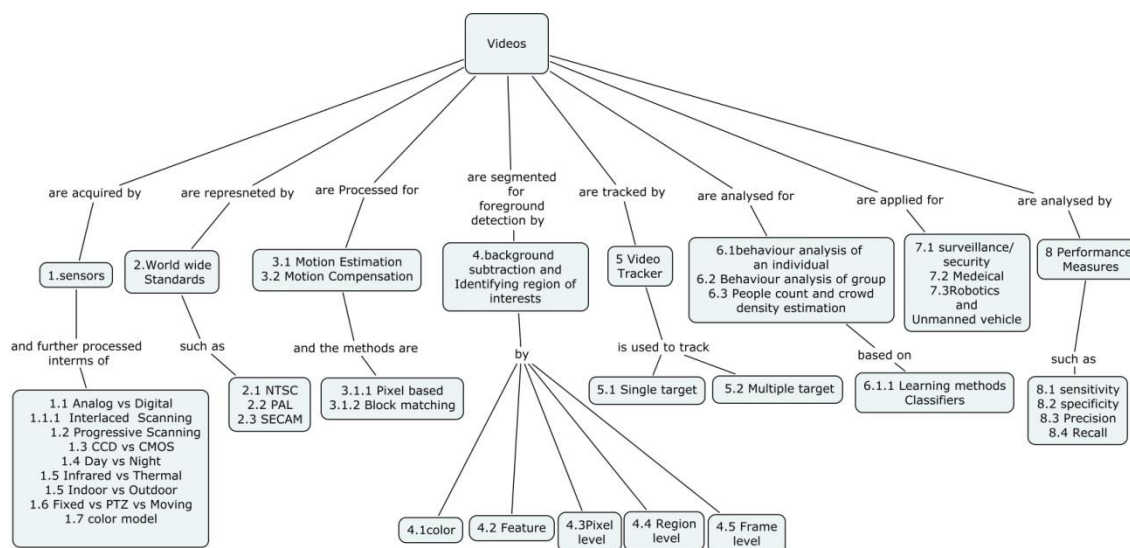 Videos
are acquired by
are represneted by
are Processed for
are segmented
for
foreground
detection by
are tracked by
are analysed for
are applied for
are analysed by
1.sensors
2.World wide
Standards
3.1 Motion Estimation
3.2 Motion Compensation
4.background
subtraction and
Identifying region of
interests
5 Video
Tracker
6.1behaviour analysis of
an individual
6.2 Behaviour analysis of group
6.3 People count and crowd
density estimation
7.1 surveillance/
security
7.2 Medeical
7.3Robotics
and
Unmanned vehicle
8 Performance
Measures
and further processed
interms of
such as
and the methods are
by
is used to track
based on
such as
1.1 Analog vs Digital
1.1.1 Interlaced Scanning
1.2 Progressive Scanning
1.3 CCD vs CMOS
1.4 Day vs Night
1.5 Infrared vs Thermal
1.5 Indoor vs Outdoor
1.6 Fixed vs PTZ vs Moving
1.7 color model
2.1 NTSC
2.2 PAL
2.3 SECAM
3.1.1 Pixel based
3.1.2 Block matching
5.1 Single target
5.2 Multiple target
6.1.1 Learning methods
Classifiers
8.1 sensitivity
8.2 specificity
8.3 Precision
8.4 Recall
4.1color
4.2 Feature
4.3Pixel
level
4.4 Region
level
4.5 Frame
level